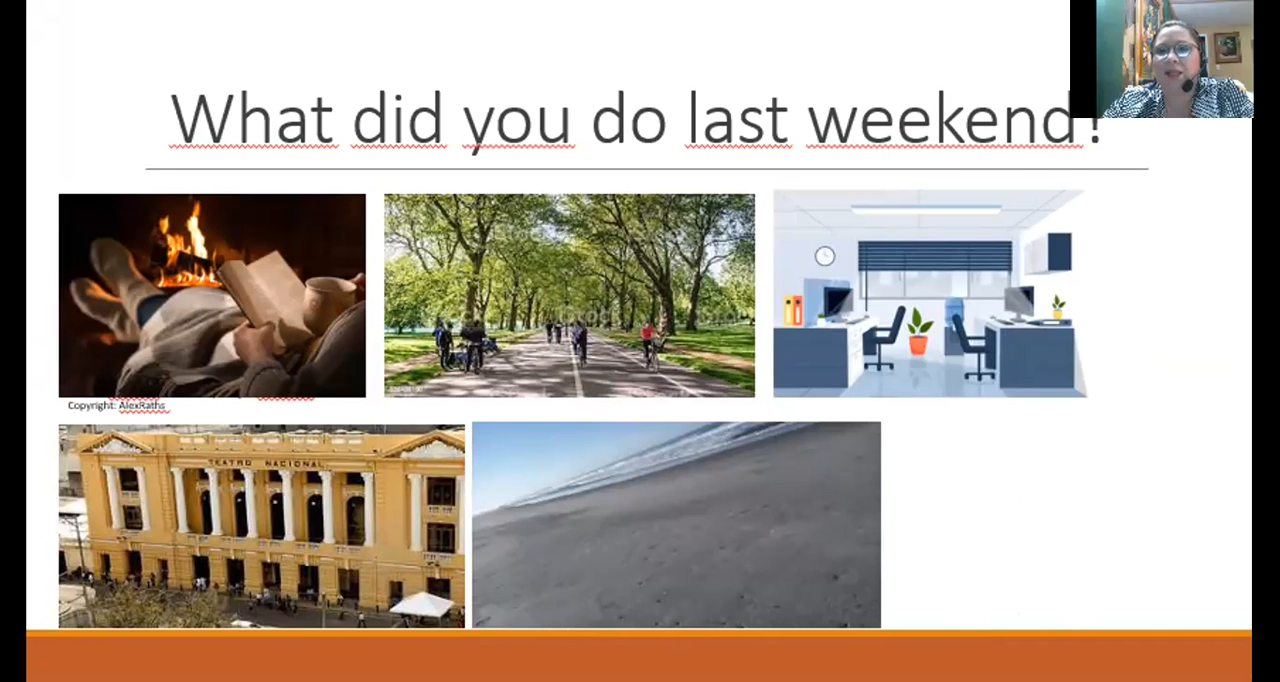 What did you do last weekend?
Copyright: AlexRaths
TEATRO NACIONAL